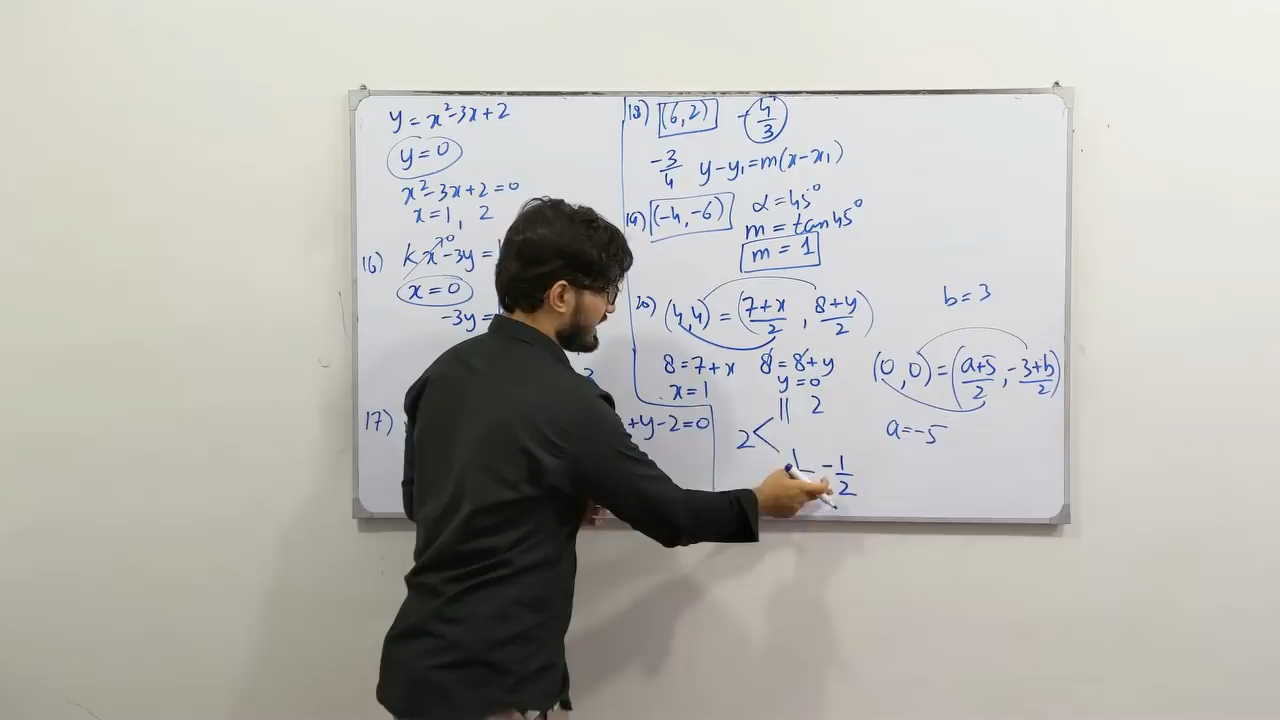 y = x²-3x+2
y=0
x²-3x+2=0
x=1, 2
16) kx⁰-3y =
x=0
-3y=
17)
+y-2=0
18) (6,2) -4/3
-3/4 y-y₁=m(x-x₁)
19) (-4,-6) α=45°
m=tan45°
m=1
20) (4,4) = (7+x/2, 8+y/2)
8=7+x 8=8+y
x=1 y=0
2 < || 2
⊥ -1/2
b=3
(0,0)=(a+5/2, -3+b/2)
a=-5